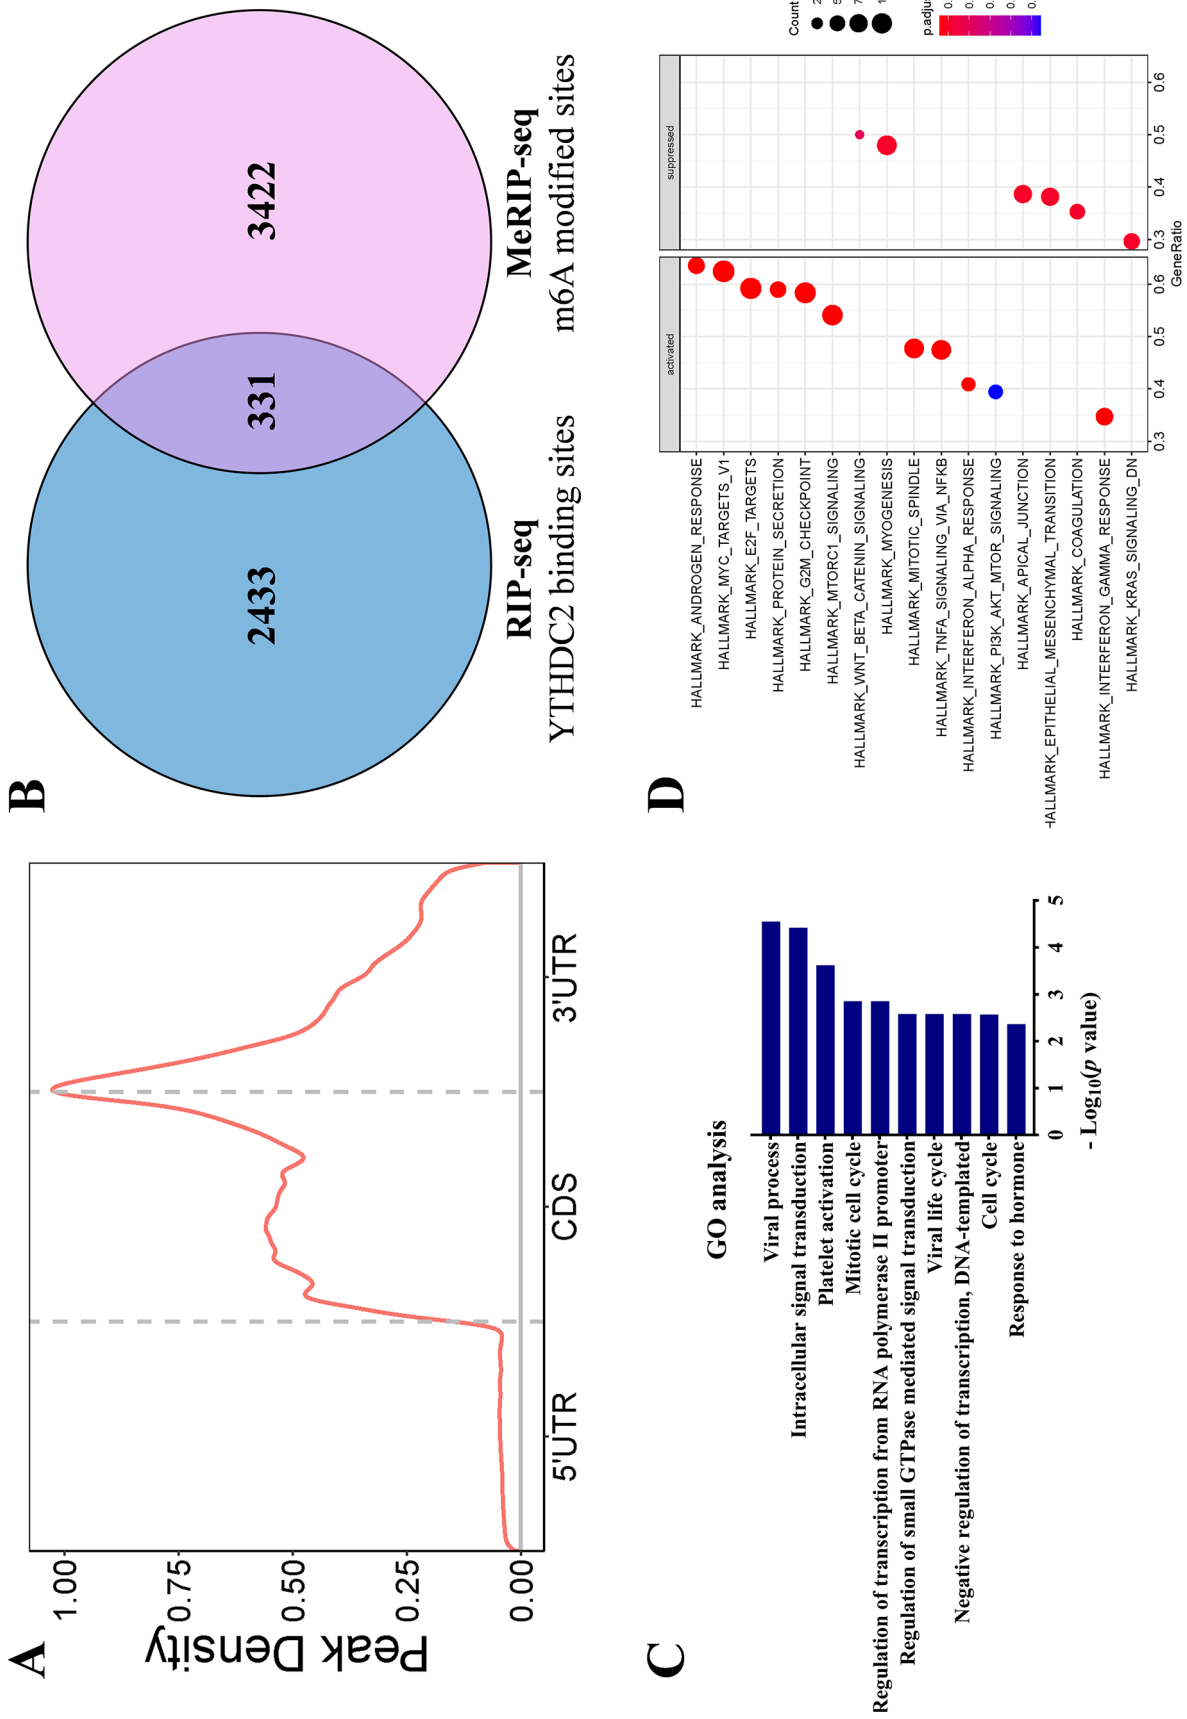 A
1.00
0.75
0.50
0.25
0.00
Peak Density
5'UTR
CDS
3'UTR
B
2433
331
3422
RIP-seq
YTHDC2 binding sites
MeRIP-seq
m6A modified sites
C
GO analysis
Viral process
Intracellular signal transduction
Platelet activation
Mitotic cell cycle
Regulation of transcription from RNA polymerase II promoter
Regulation of small GTPase mediated signal transduction
Viral life cycle
Negative regulation of transcription, DNA-templated
Cell cycle
Response to hormone
0 1 2 3 4 5
- Log10(p value)
D
activated
suppressed
HALLMARK_ANDROGEN_RESPONSE
HALLMARK_MYC_TARGETS_V1
HALLMARK_E2F_TARGETS
HALLMARK_PROTEIN_SECRETION
HALLMARK_G2M_CHECKPOINT
HALLMARK_MTORC1_SIGNALING
HALLMARK_WNT_BETA_CATENIN_SIGNALING
HALLMARK_MYOGENESIS
HALLMARK_MITOTIC_SPINDLE
HALLMARK_TNFA_SIGNALING_VIA_NFKB
HALLMARK_INTERFERON_ALPHA_RESPONSE
HALLMARK_PI3K_AKT_MTOR_SIGNALING
HALLMARK_APICAL_JUNCTION
HALLMARK_EPITHELIAL_MESENCHYMAL_TRANSITION
HALLMARK_COAGULATION
HALLMARK_INTERFERON_GAMMA_RESPONSE
HALLMARK_KRAS_SIGNALING_DN
0.3 0.4 0.5 0.6
0.3 0.4 0.5 0.6
GeneRatio
Count
p.adjus